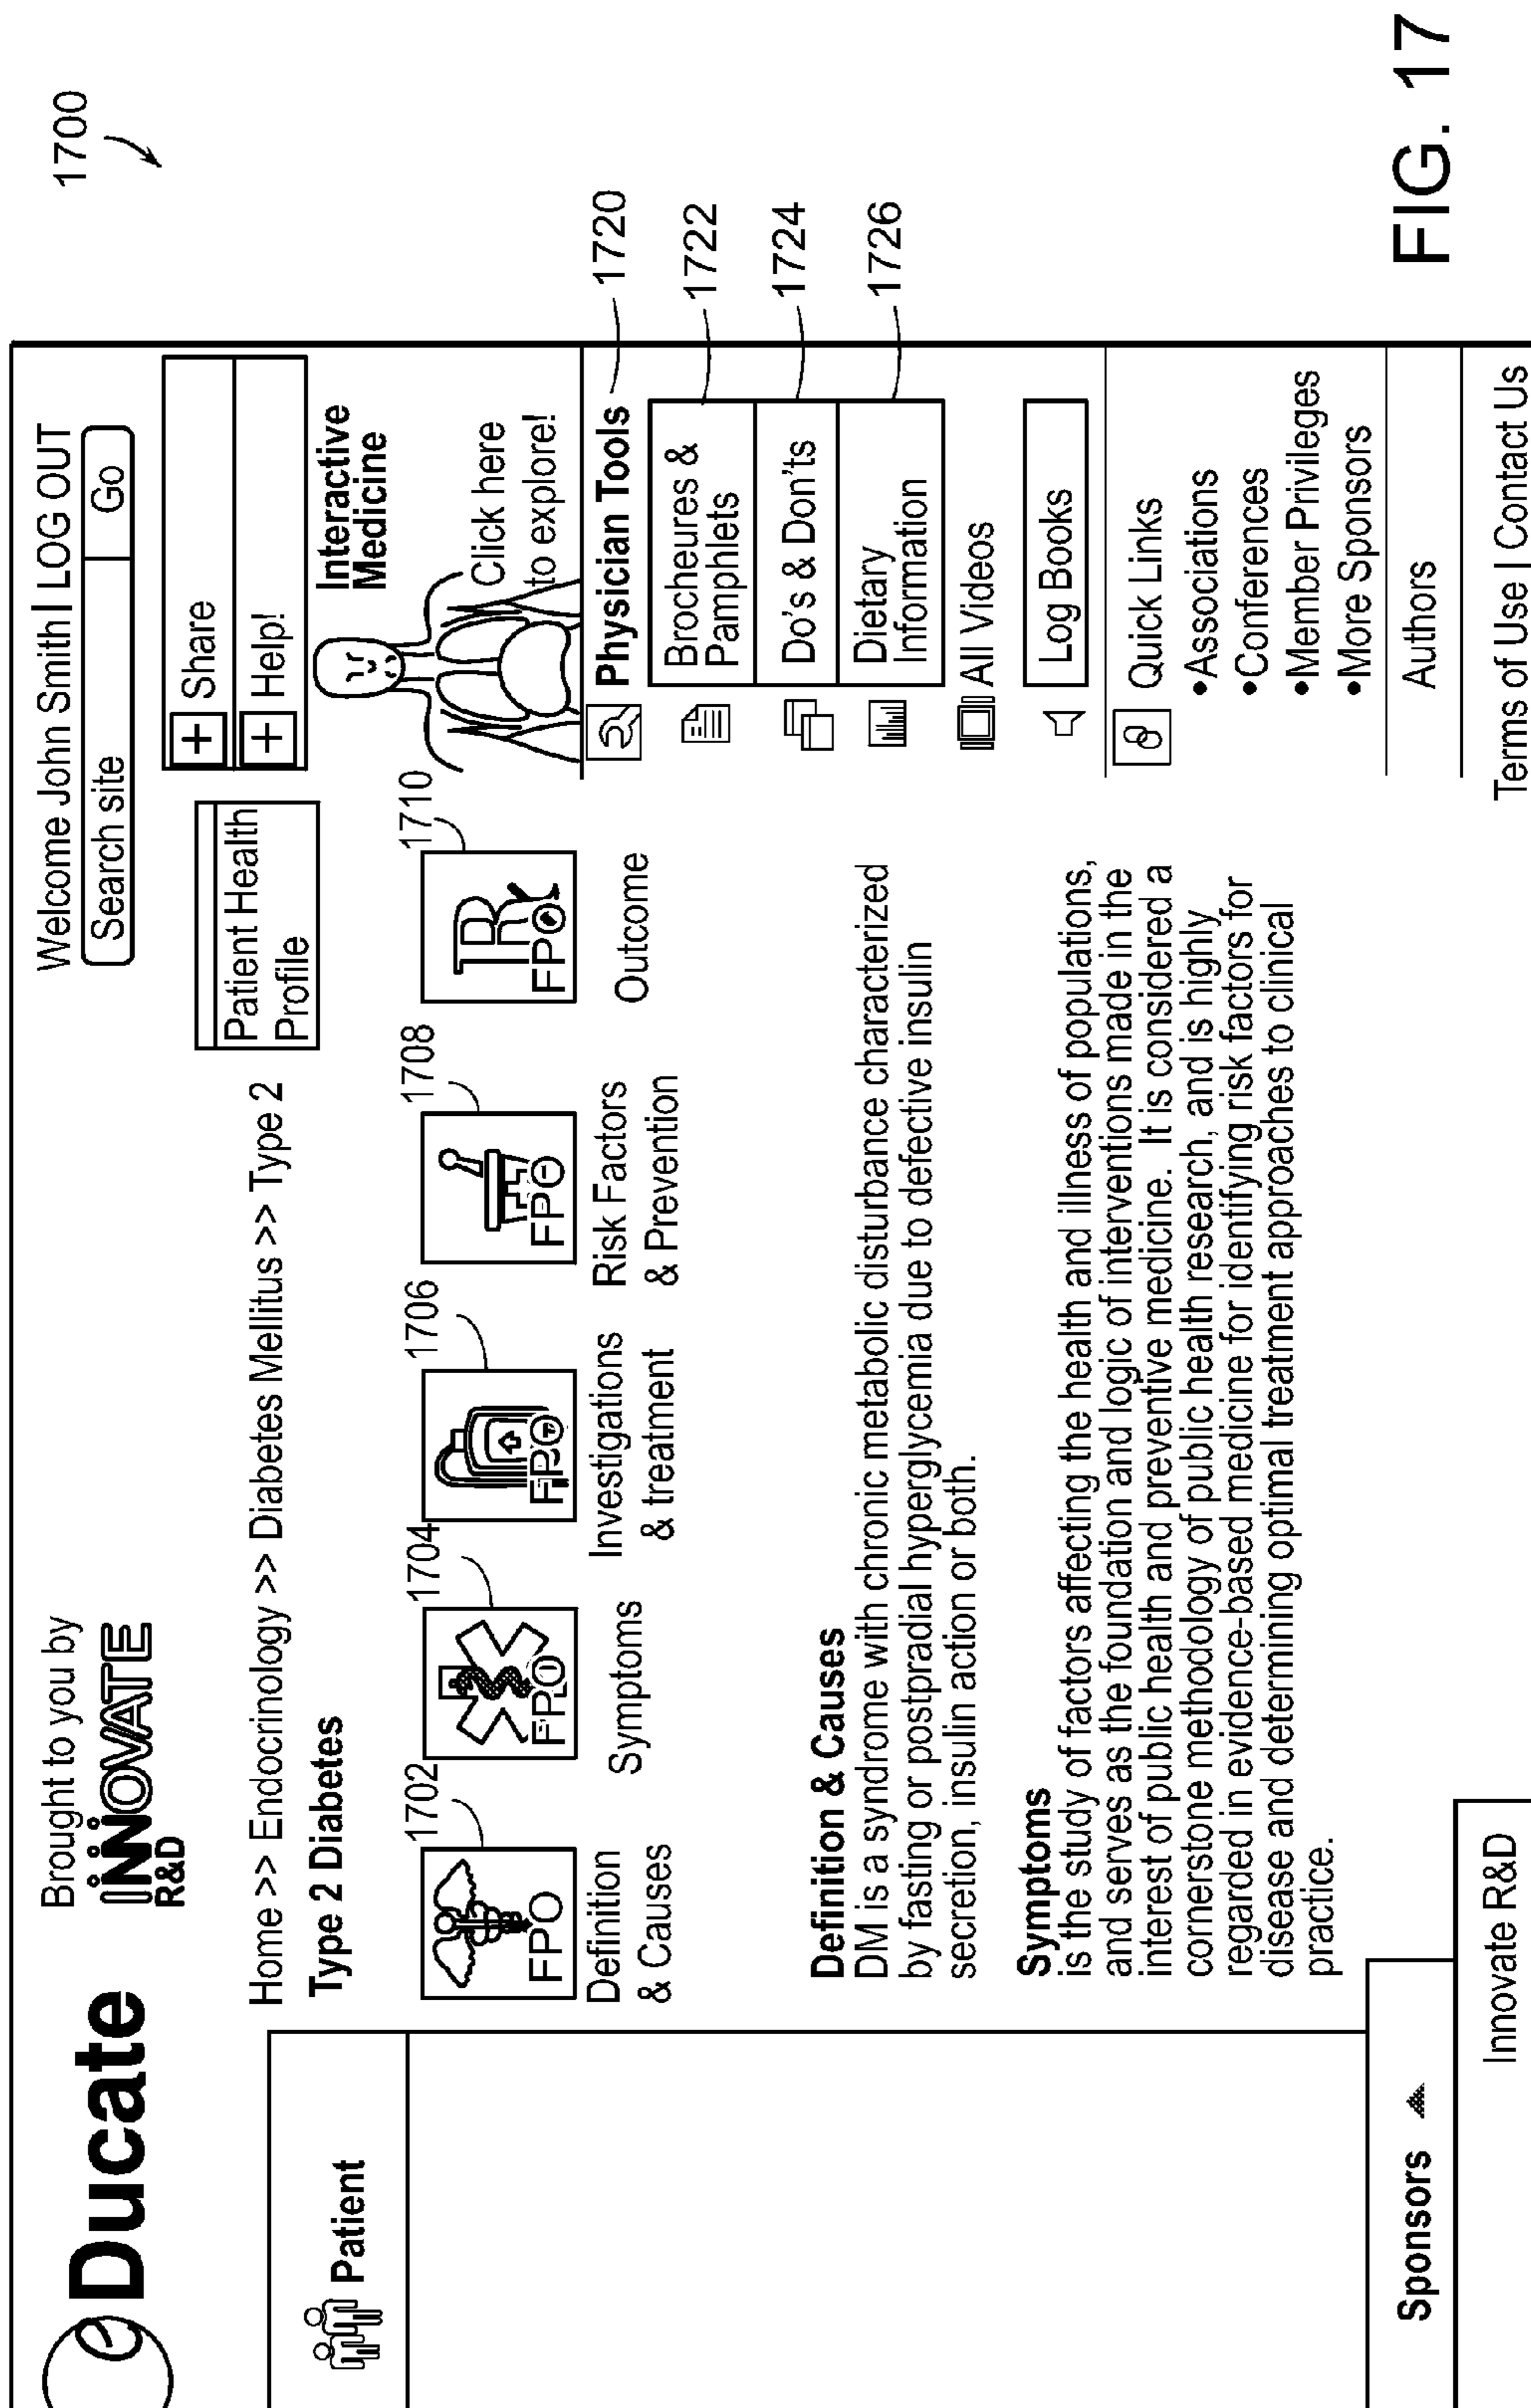 1700
e Ducate
Brought to you by
INNOVATE
R&D
Welcome John Smith | LOG OUT
Search site
Go
Home >> Endocrinology >> Diabetes Mellitus >> Type 2
Patient Health
Profile
+ Share
+ Help!
Patient
Type 2 Diabetes
Interactive
Medicine
Click here
to explore!
1702
1704
1706
1708
1710
FPO
FPO
FPO
FPO
FPO
Definition
& Causes
Symptoms
Investigations
& treatment
Risk Factors
& Prevention
Outcome
Physician Tools
1720
Brocheures &
Pamphlets
1722
Do's & Don'ts
1724
Dietary
Information
1726
All Videos
Log Books
Quick Links
•Associations
•Conferences
•Member Privileges
•More Sponsors
Authors
Definition & Causes
DM is a syndrome with chronic metabolic disturbance characterized
by fasting or postpradial hyperglycemia due to defective insulin
secretion, insulin action or both.
Symptoms
is the study of factors affecting the health and illness of populations,
and serves as the foundation and logic of interventions made in the
interest of public health and preventive medicine. It is considered a
cornerstone methodology of public health research, and is highly
regarded in evidence-based medicine for identifying risk factors for
disease and determining optimal treatment approaches to clinical
practice.
Sponsors
Innovate R&D
Terms of Use | Contact Us
FIG. 17